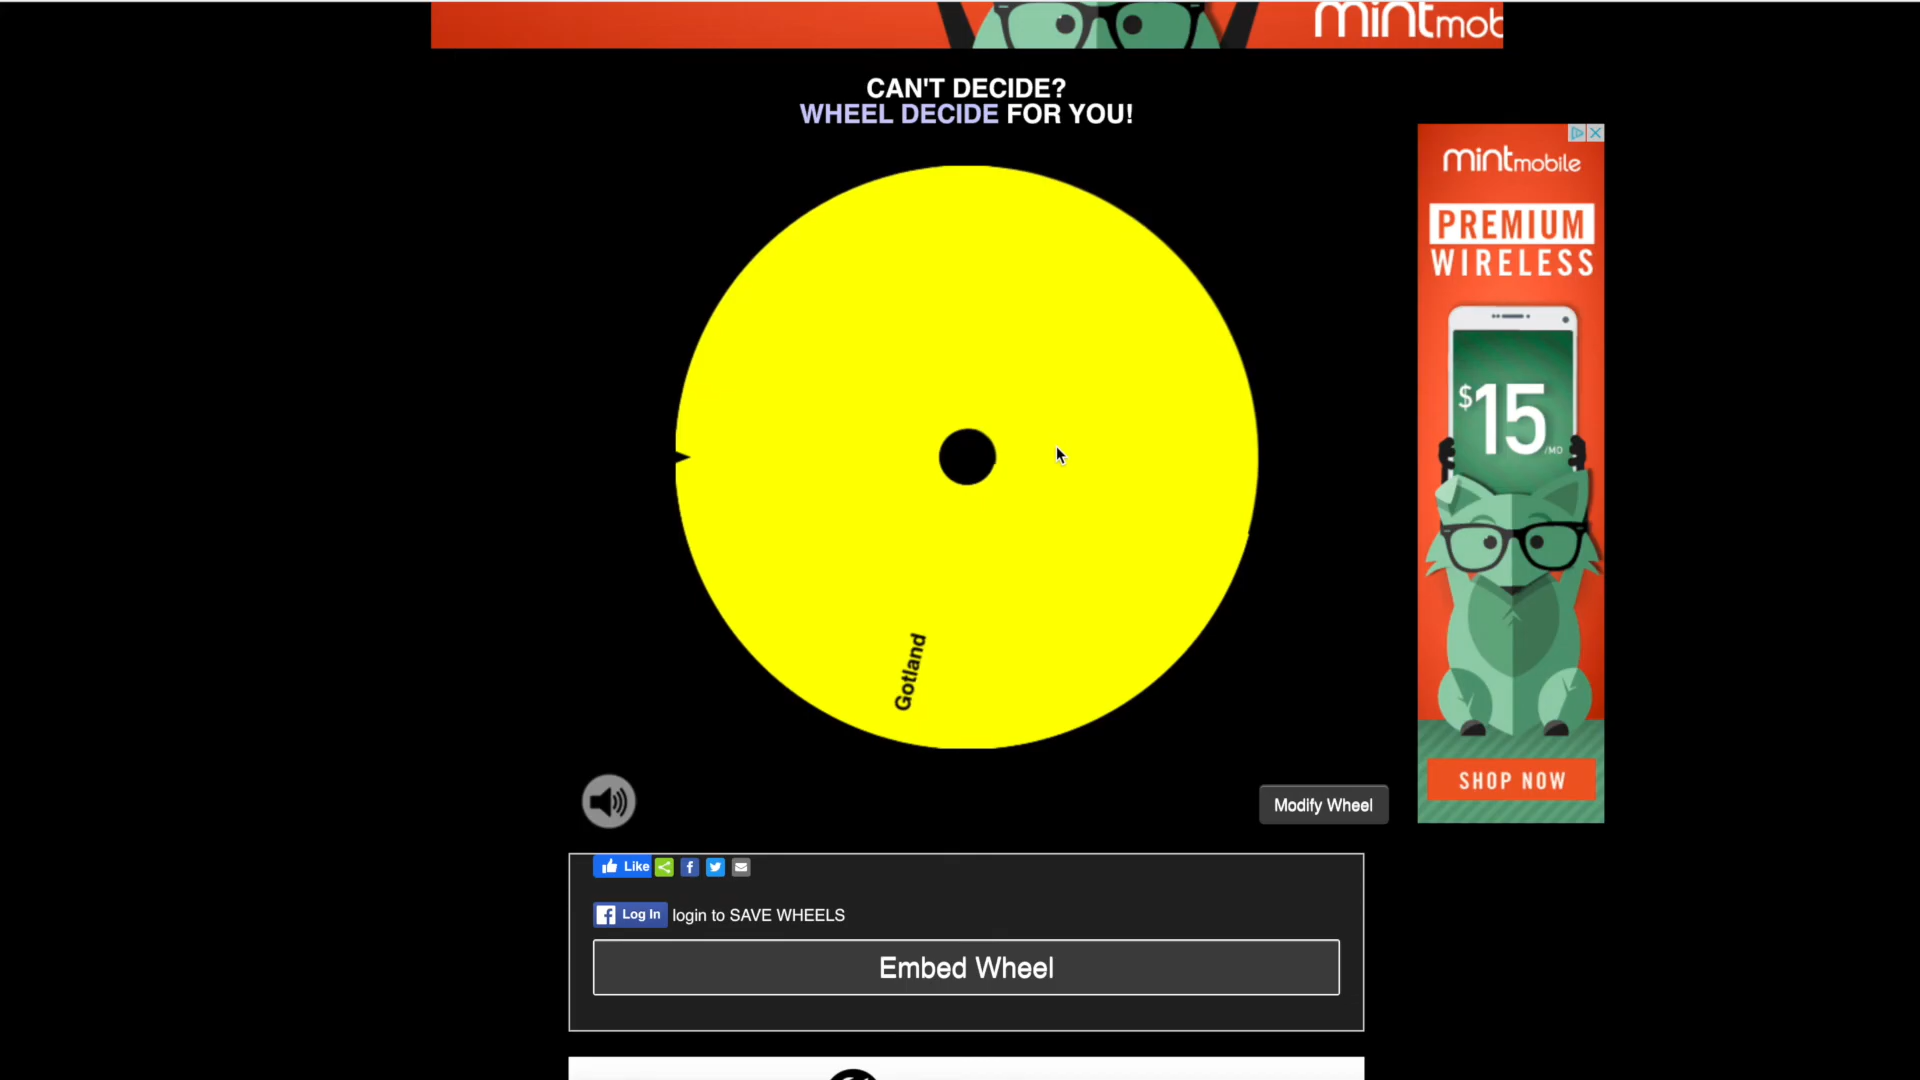 mintmob
CAN'T DECIDE?
WHEEL DECIDE FOR YOU!
mintmobile
PREMIUM
WIRELESS
$15/MO
Gotland
SHOP NOW
Modify Wheel
Like
Log In login to SAVE WHEELS
Embed Wheel